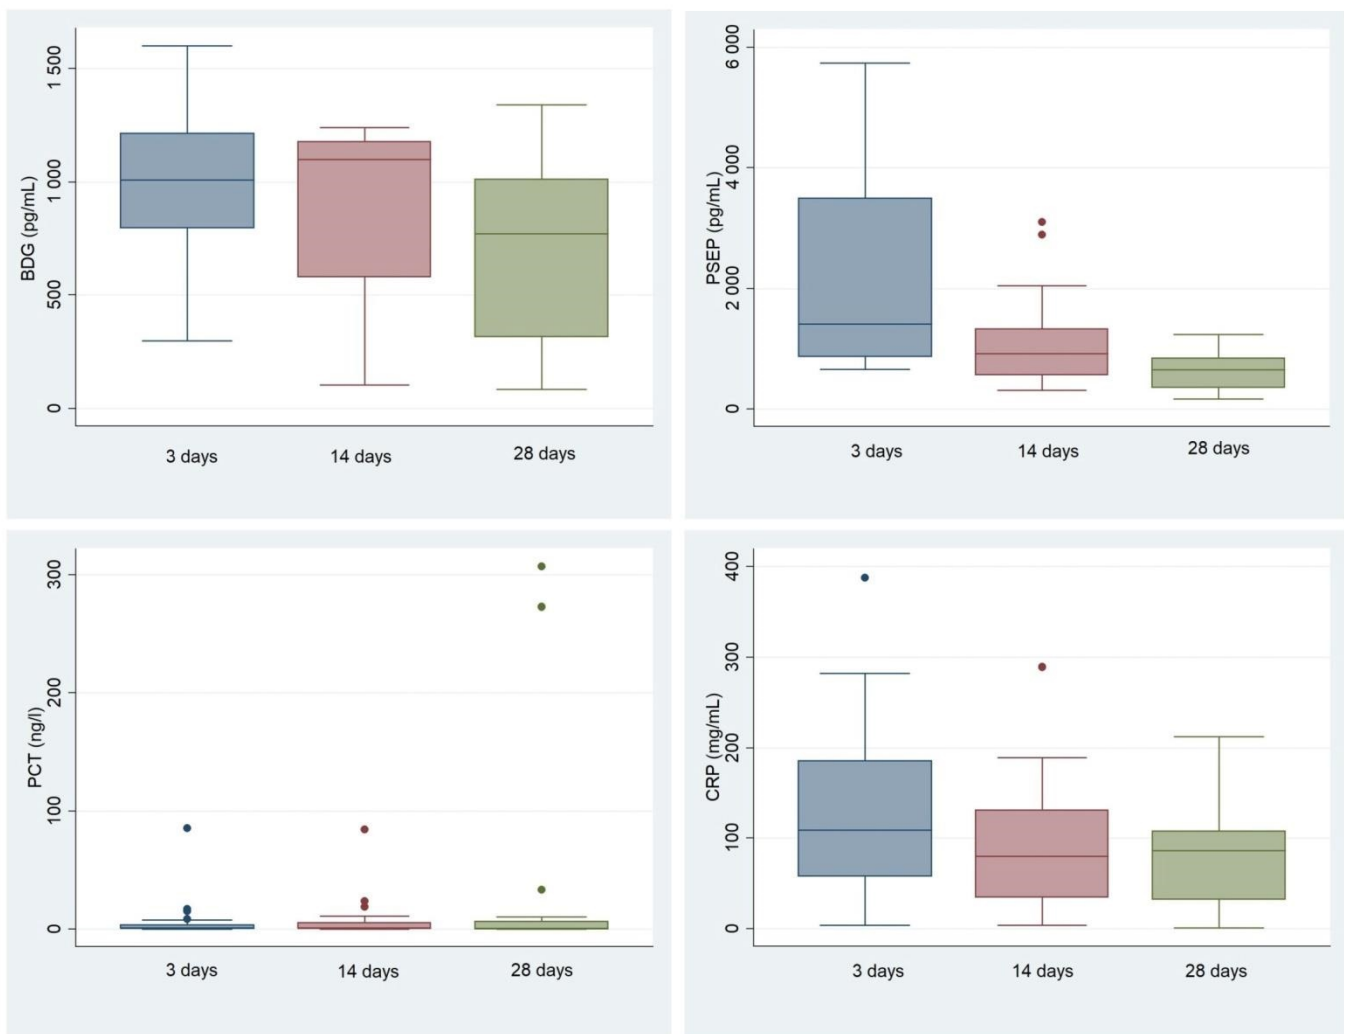 BDG (pg/mL)
1 500
1 000
500
0
3 days
14 days
28 days
PSEP (pg/mL)
6 000
4 000
2 000
0
3 days
14 days
28 days
PCT (ng/l)
300
200
100
0
3 days
14 days
28 days
CRP (mg/mL)
400
300
200
100
0
3 days
14 days
28 days